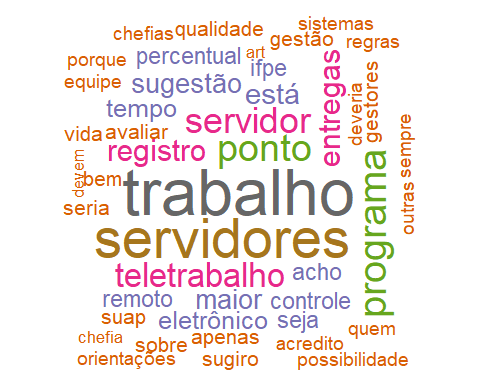 sistemas
chefias qualidade
gestão regras
art
porque percentual
ifpe
equipe sugestão está
entregas
deveria
gestores
tempo
servidor
vida avaliar
sempre
registro ponto
devem
bem
trabalho
programa
outras
seria
servidores
teletrabalho acho
remoto maior controle
suap eletrônico seja
quem
chefia sobre apenas acredito
orientações sugiro possibilidade